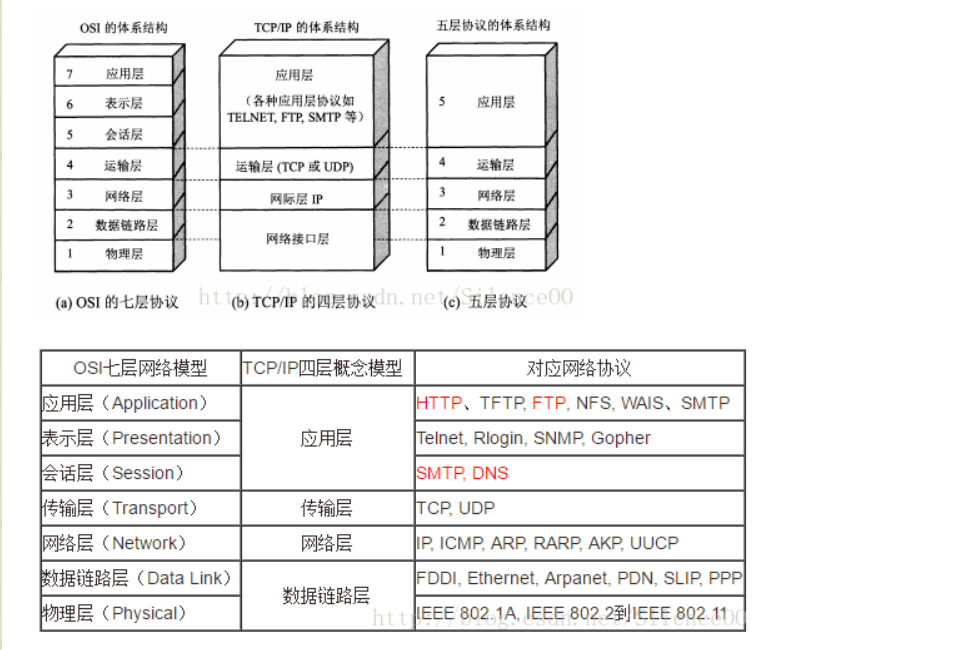 OSI 的体系结构
TCP/IP 的体系结构
五层协议的体系结构
7 应用层
6 表示层
5 会话层
4 运输层
3 网络层
2 数据链路层
1 物理层
应用层
（各种应用层协议如
TELNET, FTP, SMTP 等）
运输层 (TCP 或 UDP)
网际层 IP
网络接口层
5 应用层
4 运输层
3 网络层
2 数据链路层
1 物理层
(a) OSI 的七层协议
(b) TCP/IP 的四层协议
(c) 五层协议
http://blog.csdn.net/Silence00
OSI七层网络模型 TCP/IP四层概念模型 对应网络协议
应用层（Application） 应用层 HTTP、TFTP, FTP, NFS, WAIS、SMTP
表示层（Presentation） Telnet, Rlogin, SNMP, Gopher
会话层（Session） SMTP, DNS
传输层（Transport） 传输层 TCP, UDP
网络层（Network） 网络层 IP, ICMP, ARP, RARP, AKP, UUCP
数据链路层（Data Link） 数据链路层 FDDI, Ethernet, Arpanet, PDN, SLIP, PPP
物理层（Physical） IEEE 802.1A, IEEE 802.2到IEEE 802.11
http://blog.csdn.net/Silence00